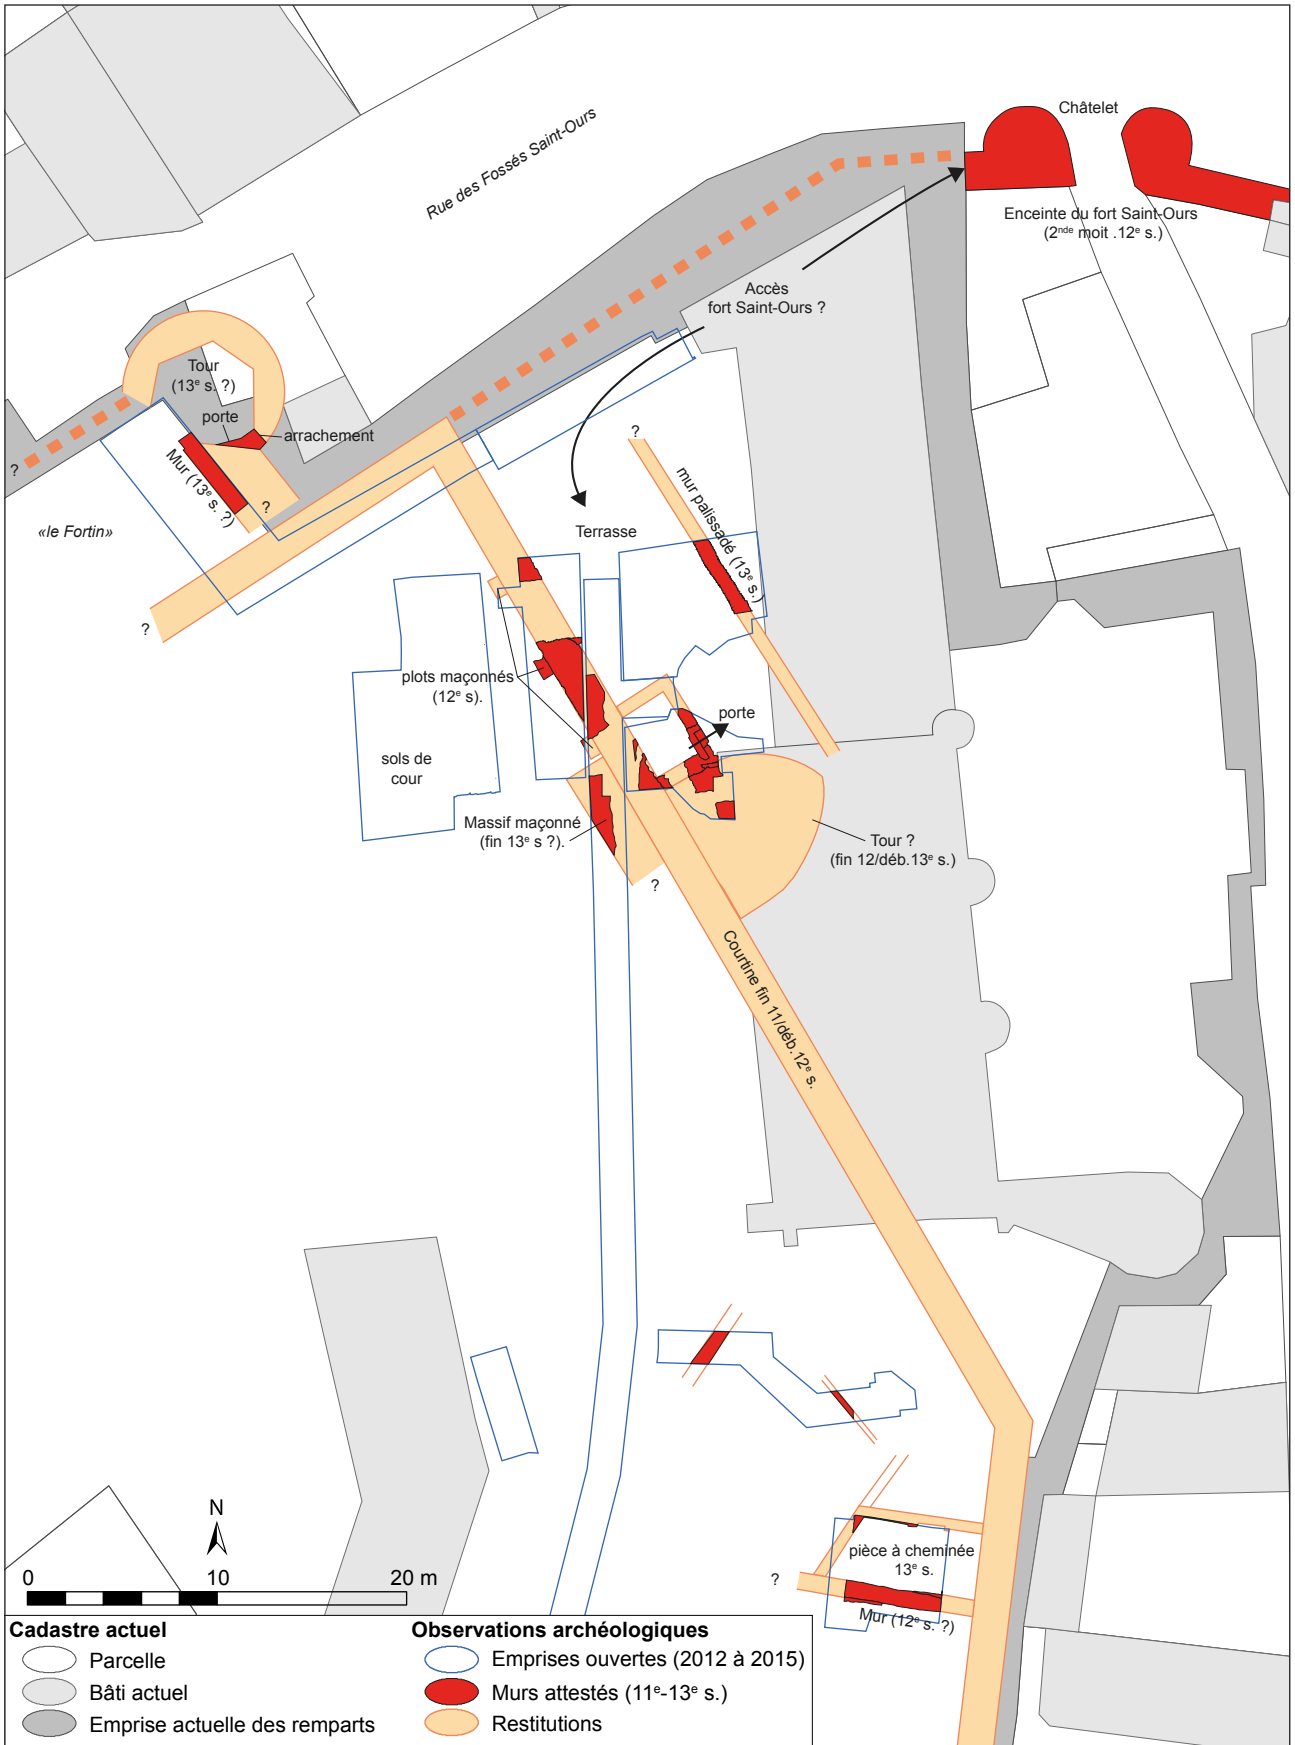 Châtelet
Rue des Fossés Saint-Ours
Enceinte du fort Saint-Ours
(2nde moit .12e s.)
Accès
fort Saint-Ours ?
Tour
(13e s. ?)
porte
arrachement
?
Mur (13e s. ?)
?
«le Fortin»
?
Terrasse
mur palissadé (13e s.)
?
plots maçonnés
(12e s).
porte
sols de
cour
Massif maçonné
(fin 13e s ?).
Tour ?
(fin 12/déb.13e s.)
?
Courtine fin 11/déb.12e s.
N
pièce à cheminée
13e s.
?
Mur (12e s. ?)
0 10 20 m
Cadastre actuel
Parcelle
Bâti actuel
Emprise actuelle des remparts
Observations archéologiques
Emprises ouvertes (2012 à 2015)
Murs attestés (11e-13e s.)
Restitutions